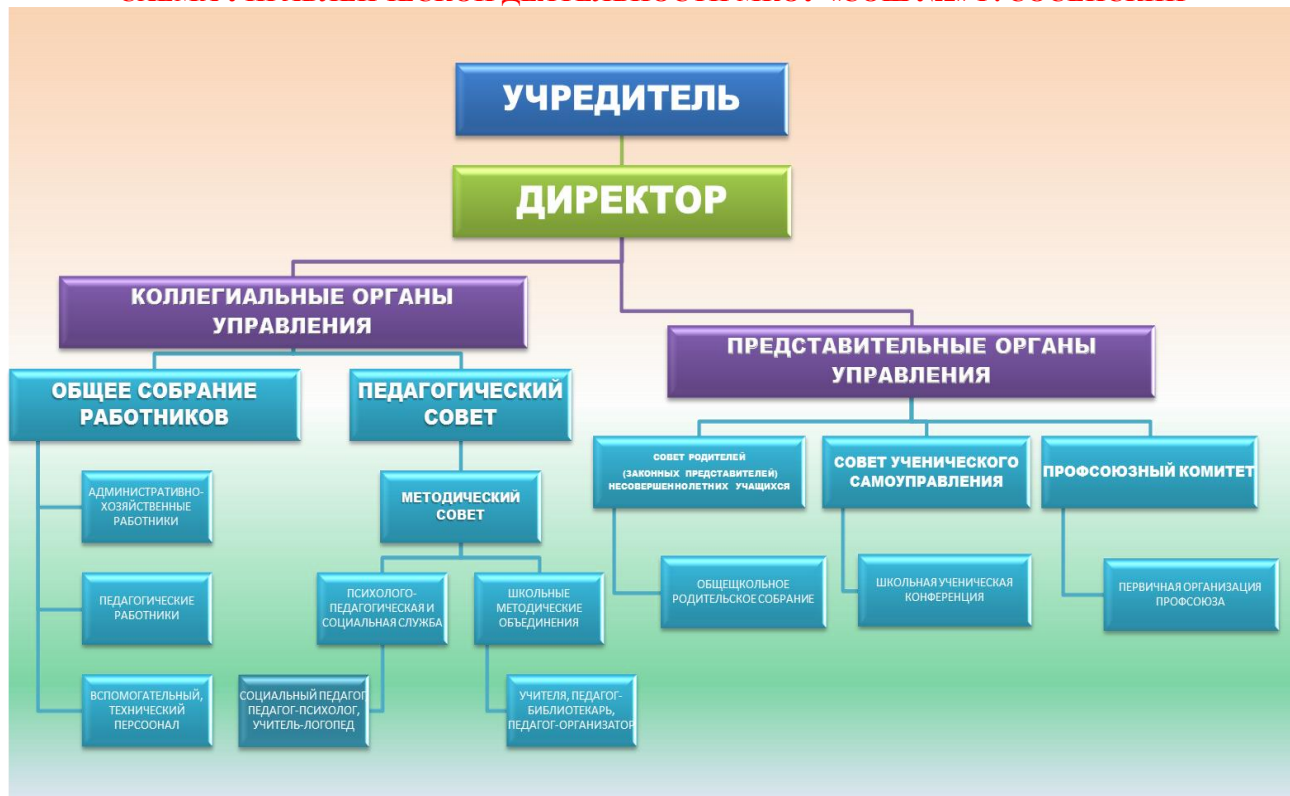 УЧРЕДИТЕЛЬ
ДИРЕКТОР
КОЛЛЕГИАЛЬНЫЕ ОРГАНЫ
УПРАВЛЕНИЯ
ПРЕДСТАВИТЕЛЬНЫЕ ОРГАНЫ
УПРАВЛЕНИЯ
ОБЩЕЕ СОБРАНИЕ
РАБОТНИКОВ
ПЕДАГОГИЧЕСКИЙ
СОВЕТ
СОВЕТ РОДИТЕЛЕЙ
(ЗАКОННЫХ ПРЕДСТАВИТЕЛЕЙ)
НЕСОВЕРШЕННОЛЕТНИХ УЧАЩИХСЯ
СОВЕТ УЧЕНИЧЕСКОГО
САМОУПРАВЛЕНИЯ
ПРОФСОЮЗНЫЙ КОМИТЕТ
АДМИНИСТРАТИВНО-
ХОЗЯЙСТВЕННЫЕ
РАБОТНИКИ
МЕТОДИЧЕСКИЙ
СОВЕТ
ПЕДАГОГИЧЕСКИЕ
РАБОТНИКИ
ПСИХОЛОГО-
ПЕДАГОГИЧЕСКАЯ И
СОЦИАЛЬНАЯ СЛУЖБА
ШКОЛЬНЫЕ
МЕТОДИЧЕСКИЕ
ОБЪЕДИНЕНИЯ
ОБЩЕЩКОЛЬНОЕ
РОДИТЕЛЬСКОЕ СОБРАНИЕ
ШКОЛЬНАЯ УЧЕНИЧЕСКАЯ
КОНФЕРЕНЦИЯ
ПЕРВИЧНАЯ ОРГАНИЗАЦИЯ
ПРОФСОЮЗА
ВСПОМОГАТЕЛЬНЫЙ,
ТЕХНИЧЕСКИЙ
ПЕРСООНАЛ
СОЦИАЛЬНЫЙ ПЕДАГОГ,
ПЕДАГОГ-ПСИХОЛОГ,
УЧИТЕЛЬ-ЛОГОПЕД
УЧИТЕЛЯ, ПЕДАГОГ-
БИБЛИОТЕКАРЬ,
ПЕДАГОГ-ОРГАНИЗАТОР